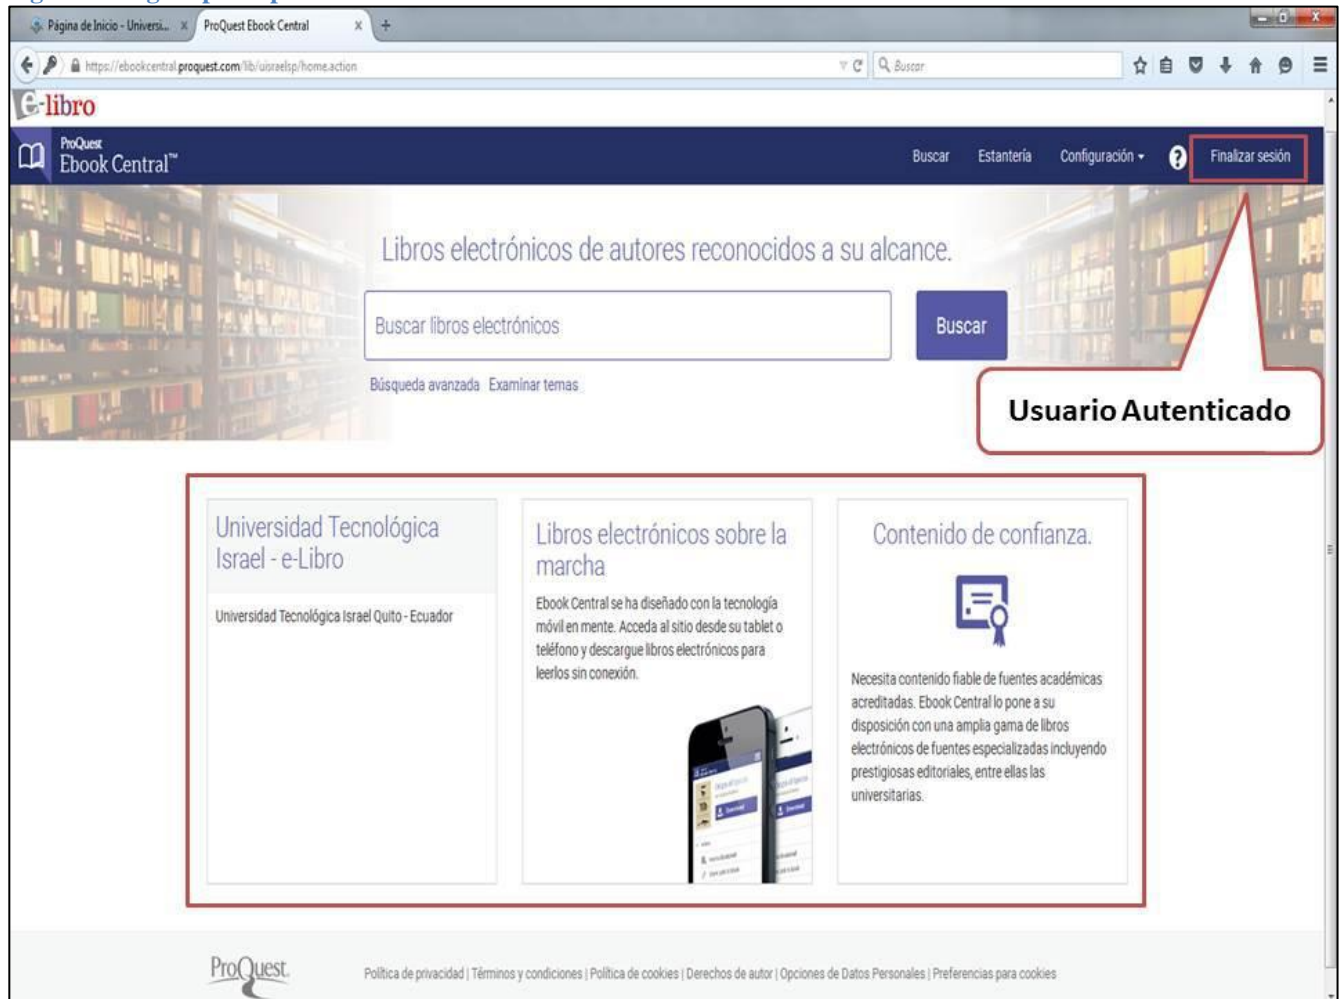 Página de Inicio - Universi... x
ProQuest Ebook Central x +
https://ebookcentral.proquest.com/lib/uisraelsp/home.action
Buscar
e-libro
ProQuest
Ebook Central™
Buscar Estantería Configuración ? Finalizar sesión
Libros electrónicos de autores reconocidos a su alcance.
Buscar libros electrónicos
Buscar
Búsqueda avanzada Examinar temas
Usuario Autenticado
Universidad Tecnológica
Israel - e-Libro
Universidad Tecnológica Israel Quito - Ecuador
Libros electrónicos sobre la
marcha
Ebook Central se ha diseñado con la tecnología
móvil en mente. Acceda al sitio desde su tablet o
teléfono y descargue libros electrónicos para
leerlos sin conexión.
Contenido de confianza.
Necesita contenido fiable de fuentes académicas
acreditadas. Ebook Central lo pone a su
disposición con una amplia gama de libros
electrónicos de fuentes especializadas incluyendo
prestigiosas editoriales, entre ellas las
universitarias.
ProQuest
Política de privacidad | Términos y condiciones | Política de cookies | Derechos de autor | Opciones de Datos Personales | Preferencias para cookies